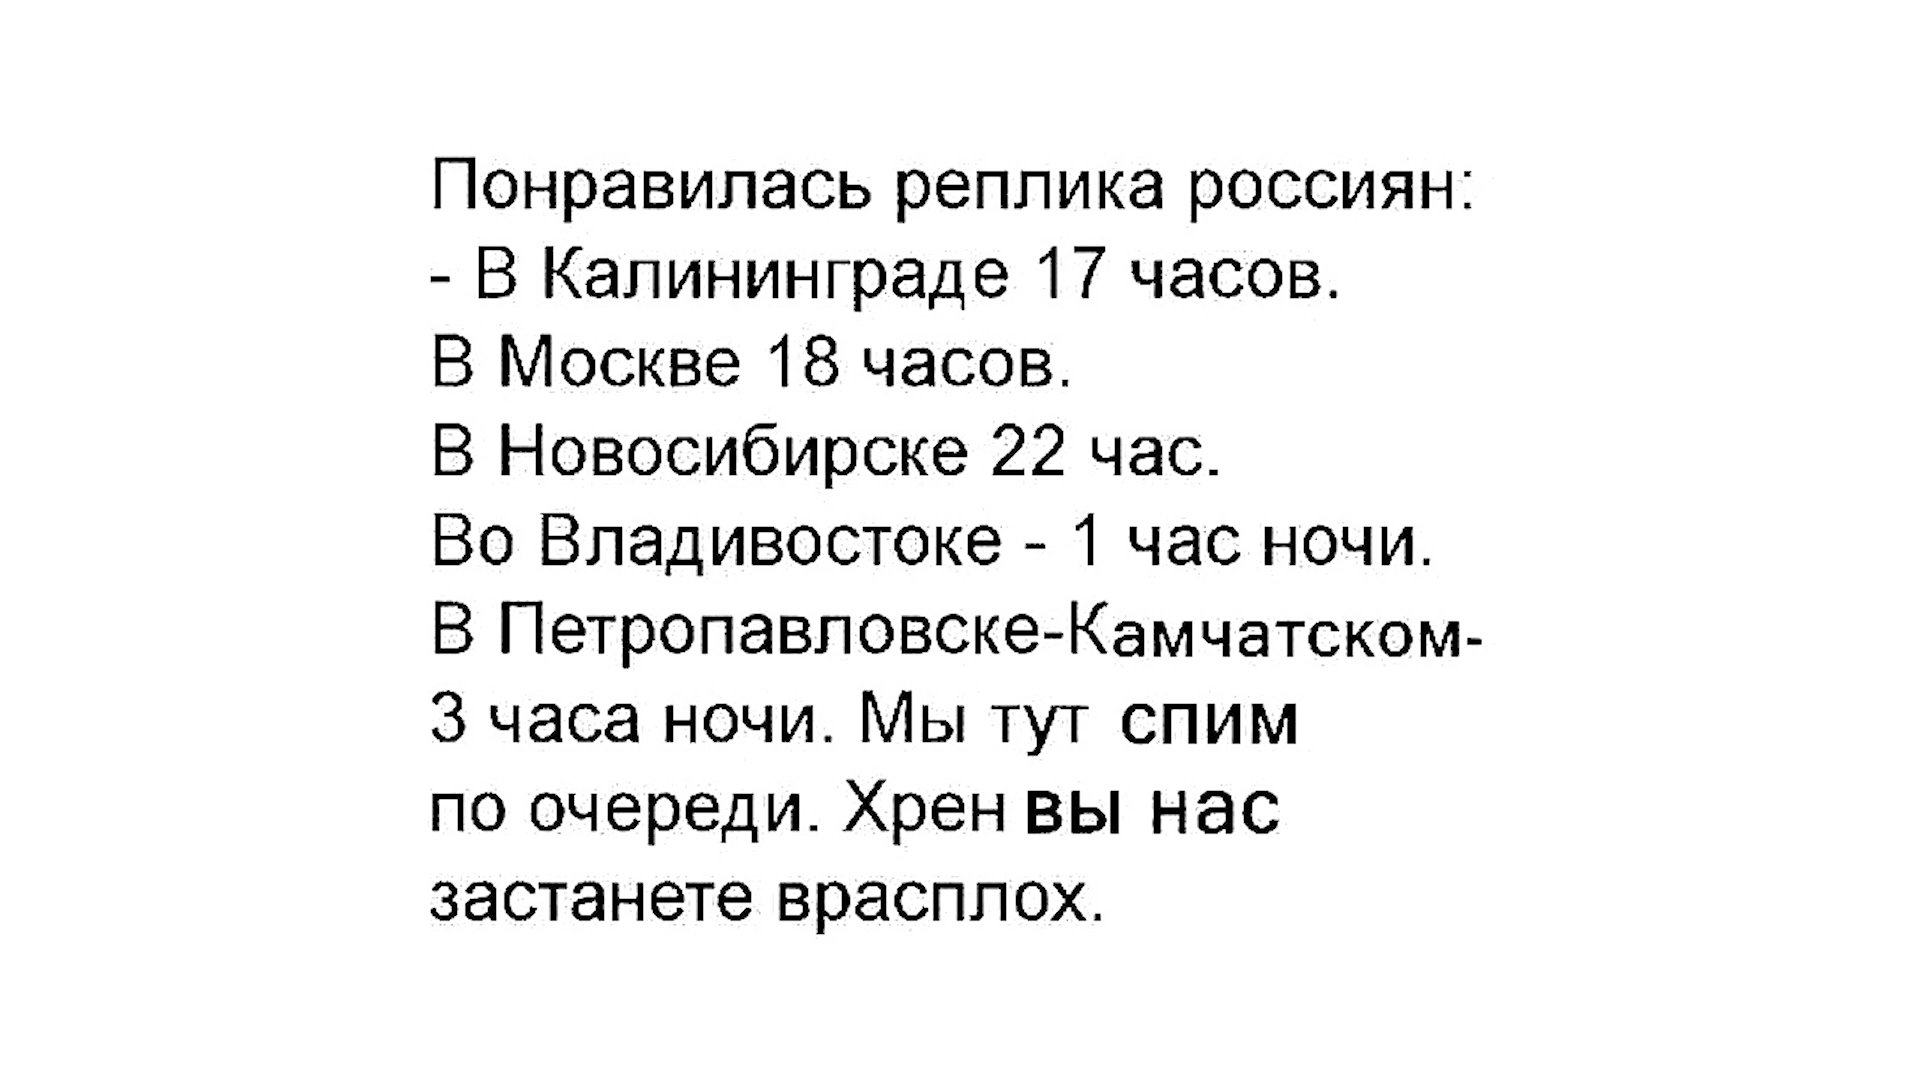 Понравилась реплика россиян:
- В Калининграде 17 часов.
В Москве 18 часов.
В Новосибирске 22 час.
Во Владивостоке - 1 час ночи.
В Петропавловске-Камчатском-
3 часа ночи. Мы тут спим
по очереди. Хрен вы нас
застанете врасплох.